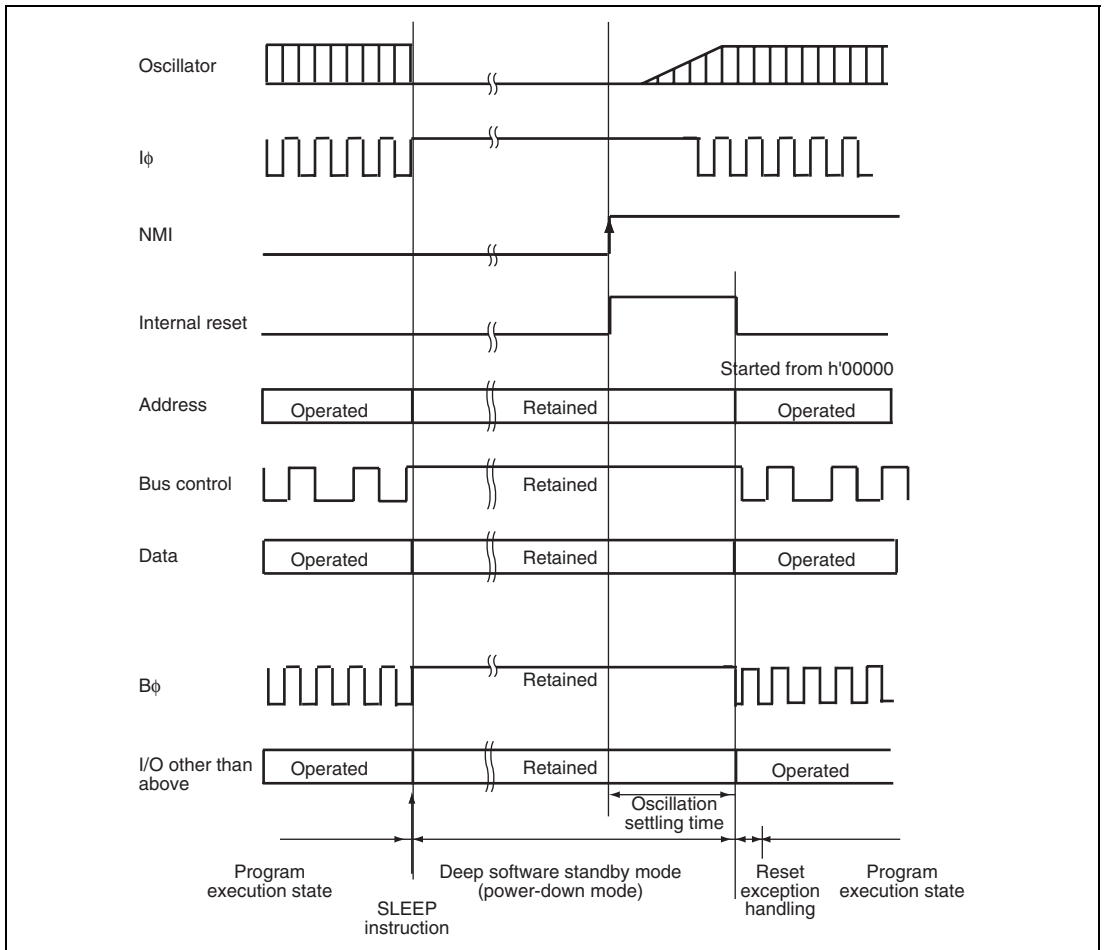 Oscillator
Iϕ
NMI
Internal reset
Started from h'00000
Address
Operated
Retained
Operated
Bus control
Retained
Data
Operated
Retained
Operated
Bϕ
Retained
I/O other than
above
Operated
Retained
Operated
Oscillation
settling time
Program
execution state
SLEEP
instruction
Deep software standby mode
(power-down mode)
Reset
exception
handling
Program
execution state